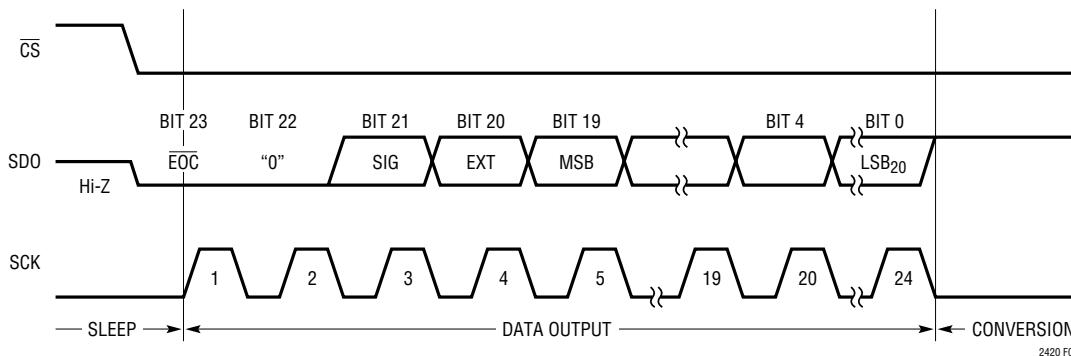 CS
BIT 23 BIT 22 BIT 21 BIT 20 BIT 19 BIT 4 BIT 0
SDO EOC “0” SIG EXT MSB LSB20
Hi-Z
SCK 1 2 3 4 5 19 20 24
SLEEP DATA OUTPUT CONVERSION